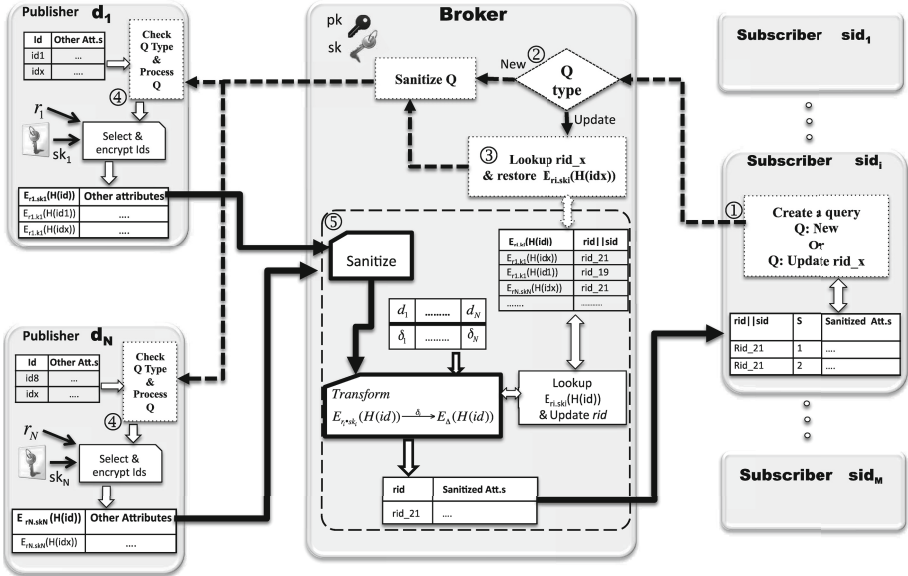 Publisher d1
Id Other Att.s
id1 ...
idx ....
Check
Q Type
&
Process
Q
④
r1
sk1
Select &
encrypt Ids
Er1.sk1(H(id)) Other attributes
Er1.k1(H(id1)) ....
Er1.k1(H(idx)) ....
Publisher dN
Id Other Att.s
id8 ...
idx ....
Check
Q Type
&
Process
Q
④
rN
skN
Select &
encrypt Ids
E rN.skN (H(id)) Other Attributes
ErN.skN(H(idx)) ....
Broker
pk
sk
Sanitize Q
New
②
Q
type
Update
③
Lookup rid_x
& restore Eri.ski(H(idx))
⑤
Sanitize
Eri.ki(H(id)) rid||sid
Er1.k1(H(idx)) rid_21
Er1.k1(H(id1)) rid_19
ErN.skN(H(idx)) rid_21
....... ..........
d1 ......... dN
δ1 ......... δN
Transform
Eri•ski(H(id)) —δi→ EΔ(H(id))
Lookup
Eri.ski(H(id))
& Update rid
rid Sanitized Att.s
rid_21 ....
Subscriber sid1
Subscriber sidi
①
Create a query
Q: New
Or
Q: Update rid_x
rid||sid S Sanitized Att.s
Rid_21 1 ....
Rid_21 2 ....
Subscriber sidM